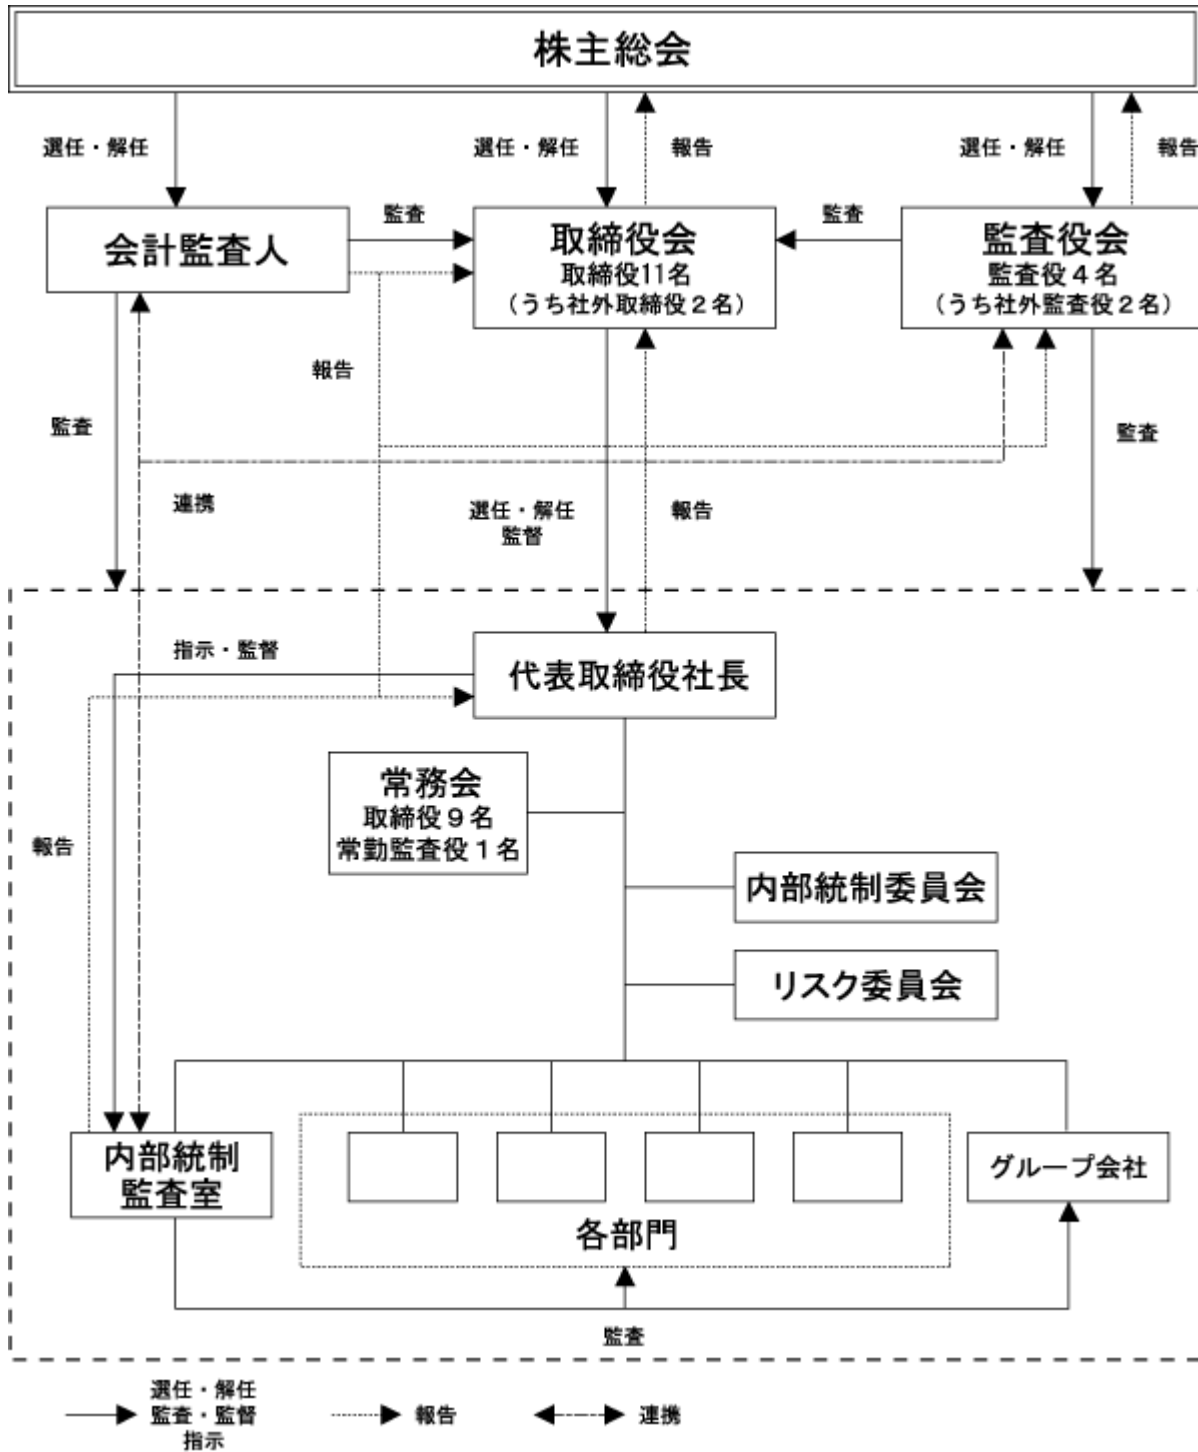 株主総会
選任・解任
選任・解任
報告
選任・解任
報告
会計監査人
監査
取締役会
取締役11名
（うち社外取締役２名）
監査
監査役会
監査役４名
（うち社外監査役２名）
報告
監査
監査
連携
選任・解任
監督
報告
指示・監督
代表取締役社長
常務会
取締役９名
常勤監査役１名
報告
内部統制委員会
リスク委員会
内部統制
監査室
各部門
グループ会社
監査
選任・解任
監査・監督
指示
報告
連携